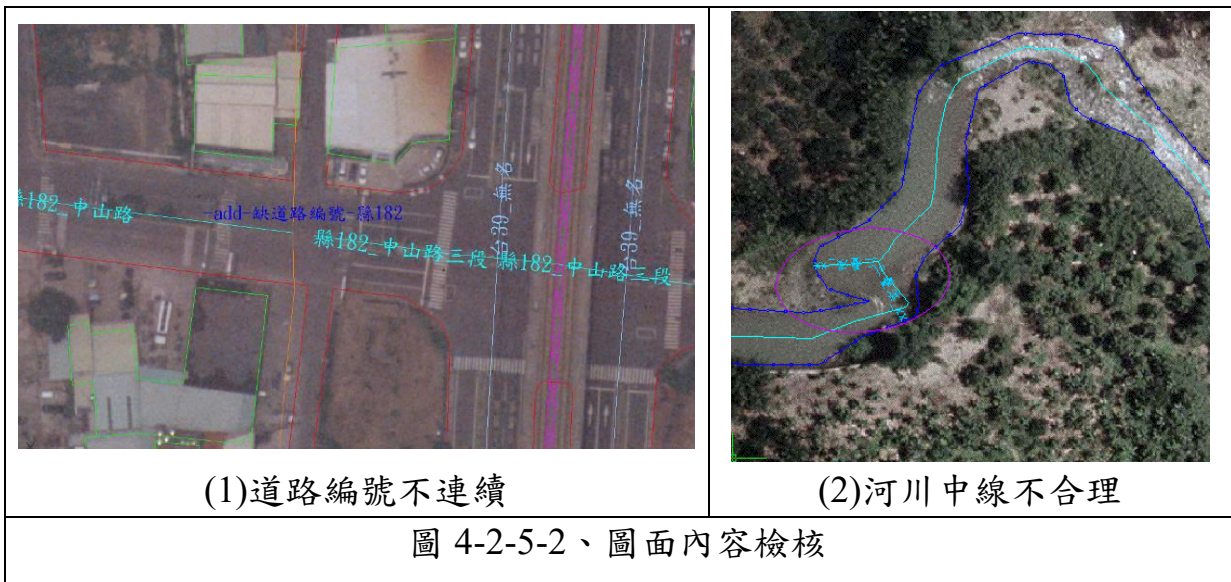 縣182_中山路
-add-缺道路編號-縣182
縣182_中山路三段
縣182_中山路三段
台39_無名
台39_無名
(1)道路編號不連續
(2)河川中線不合理
圖 4-2-5-2、圖面內容檢核